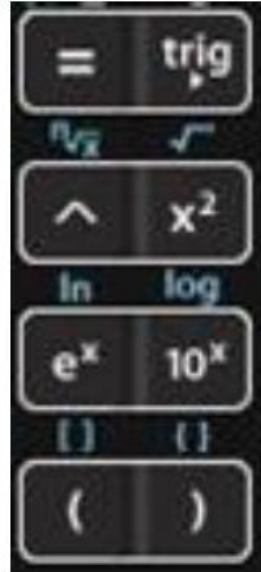 = trig
ⁿ√x √
^ x²
ln log
eˣ 10ˣ
[ ] { }
( )